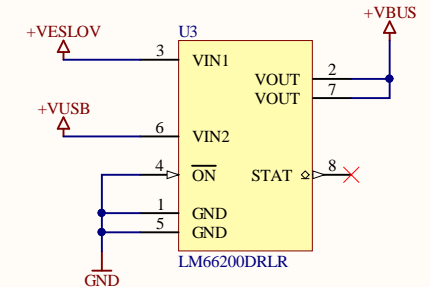 +VBUS
+VESLOV
U3
3
VIN1
VOUT
2
VOUT
7
+VUSB
6
VIN2
4
ON
STAT
8
1
GND
5
GND
LM66200DRLR
GND